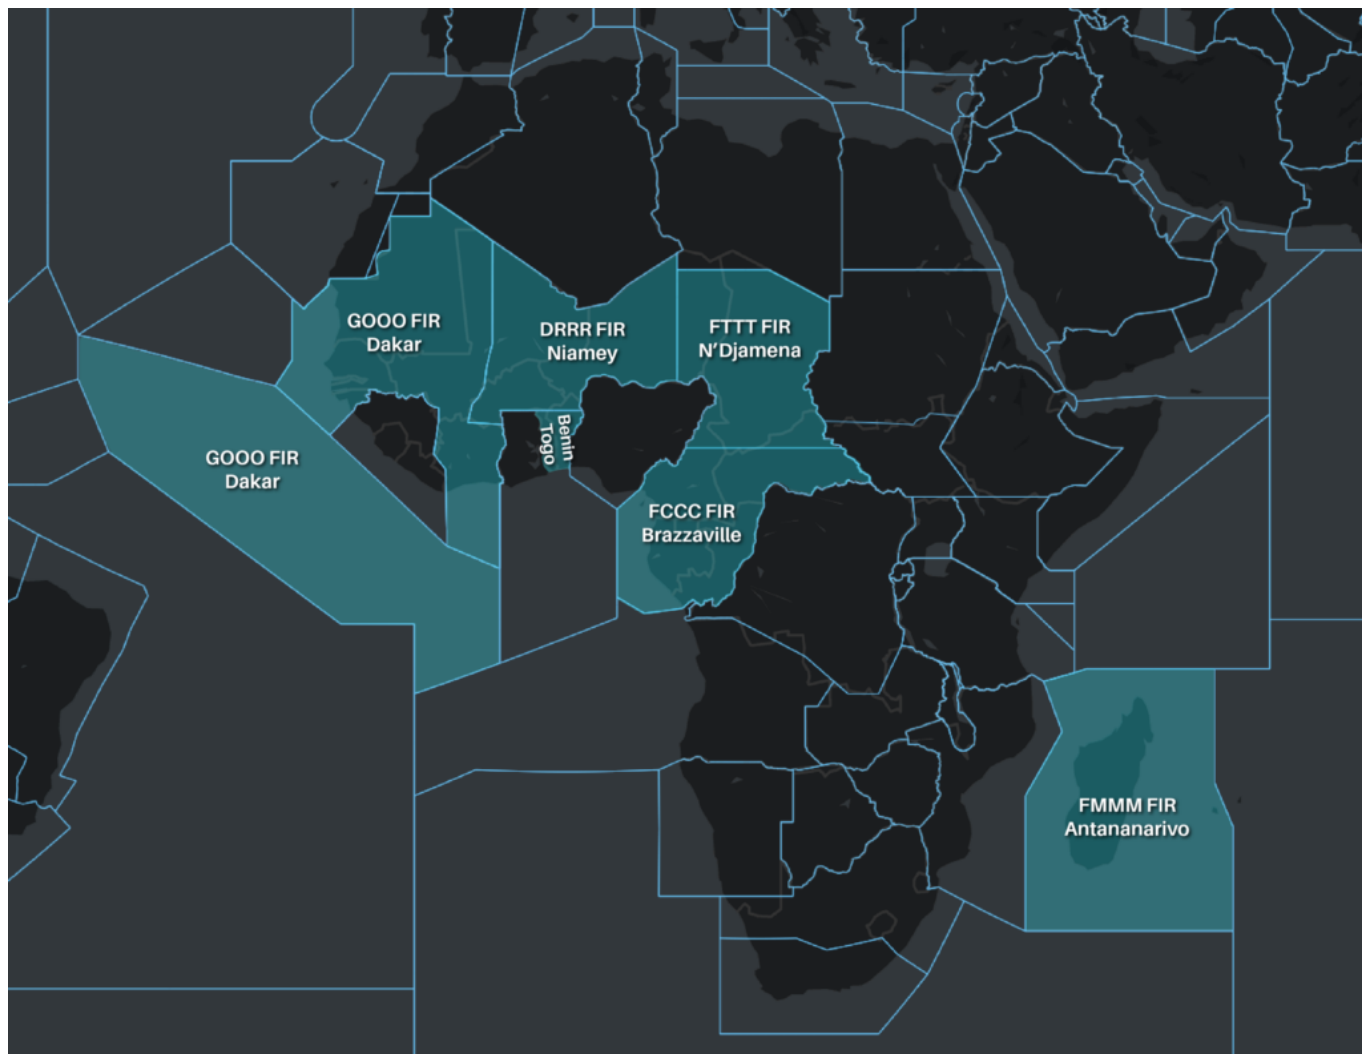 GOOO FIR
Dakar
DRRR FIR
Niamey
FTTT FIR
N'Djamena
Benin
Togo
GOOO FIR
Dakar
FCCC FIR
Brazzaville
FMMM FIR
Antananarivo